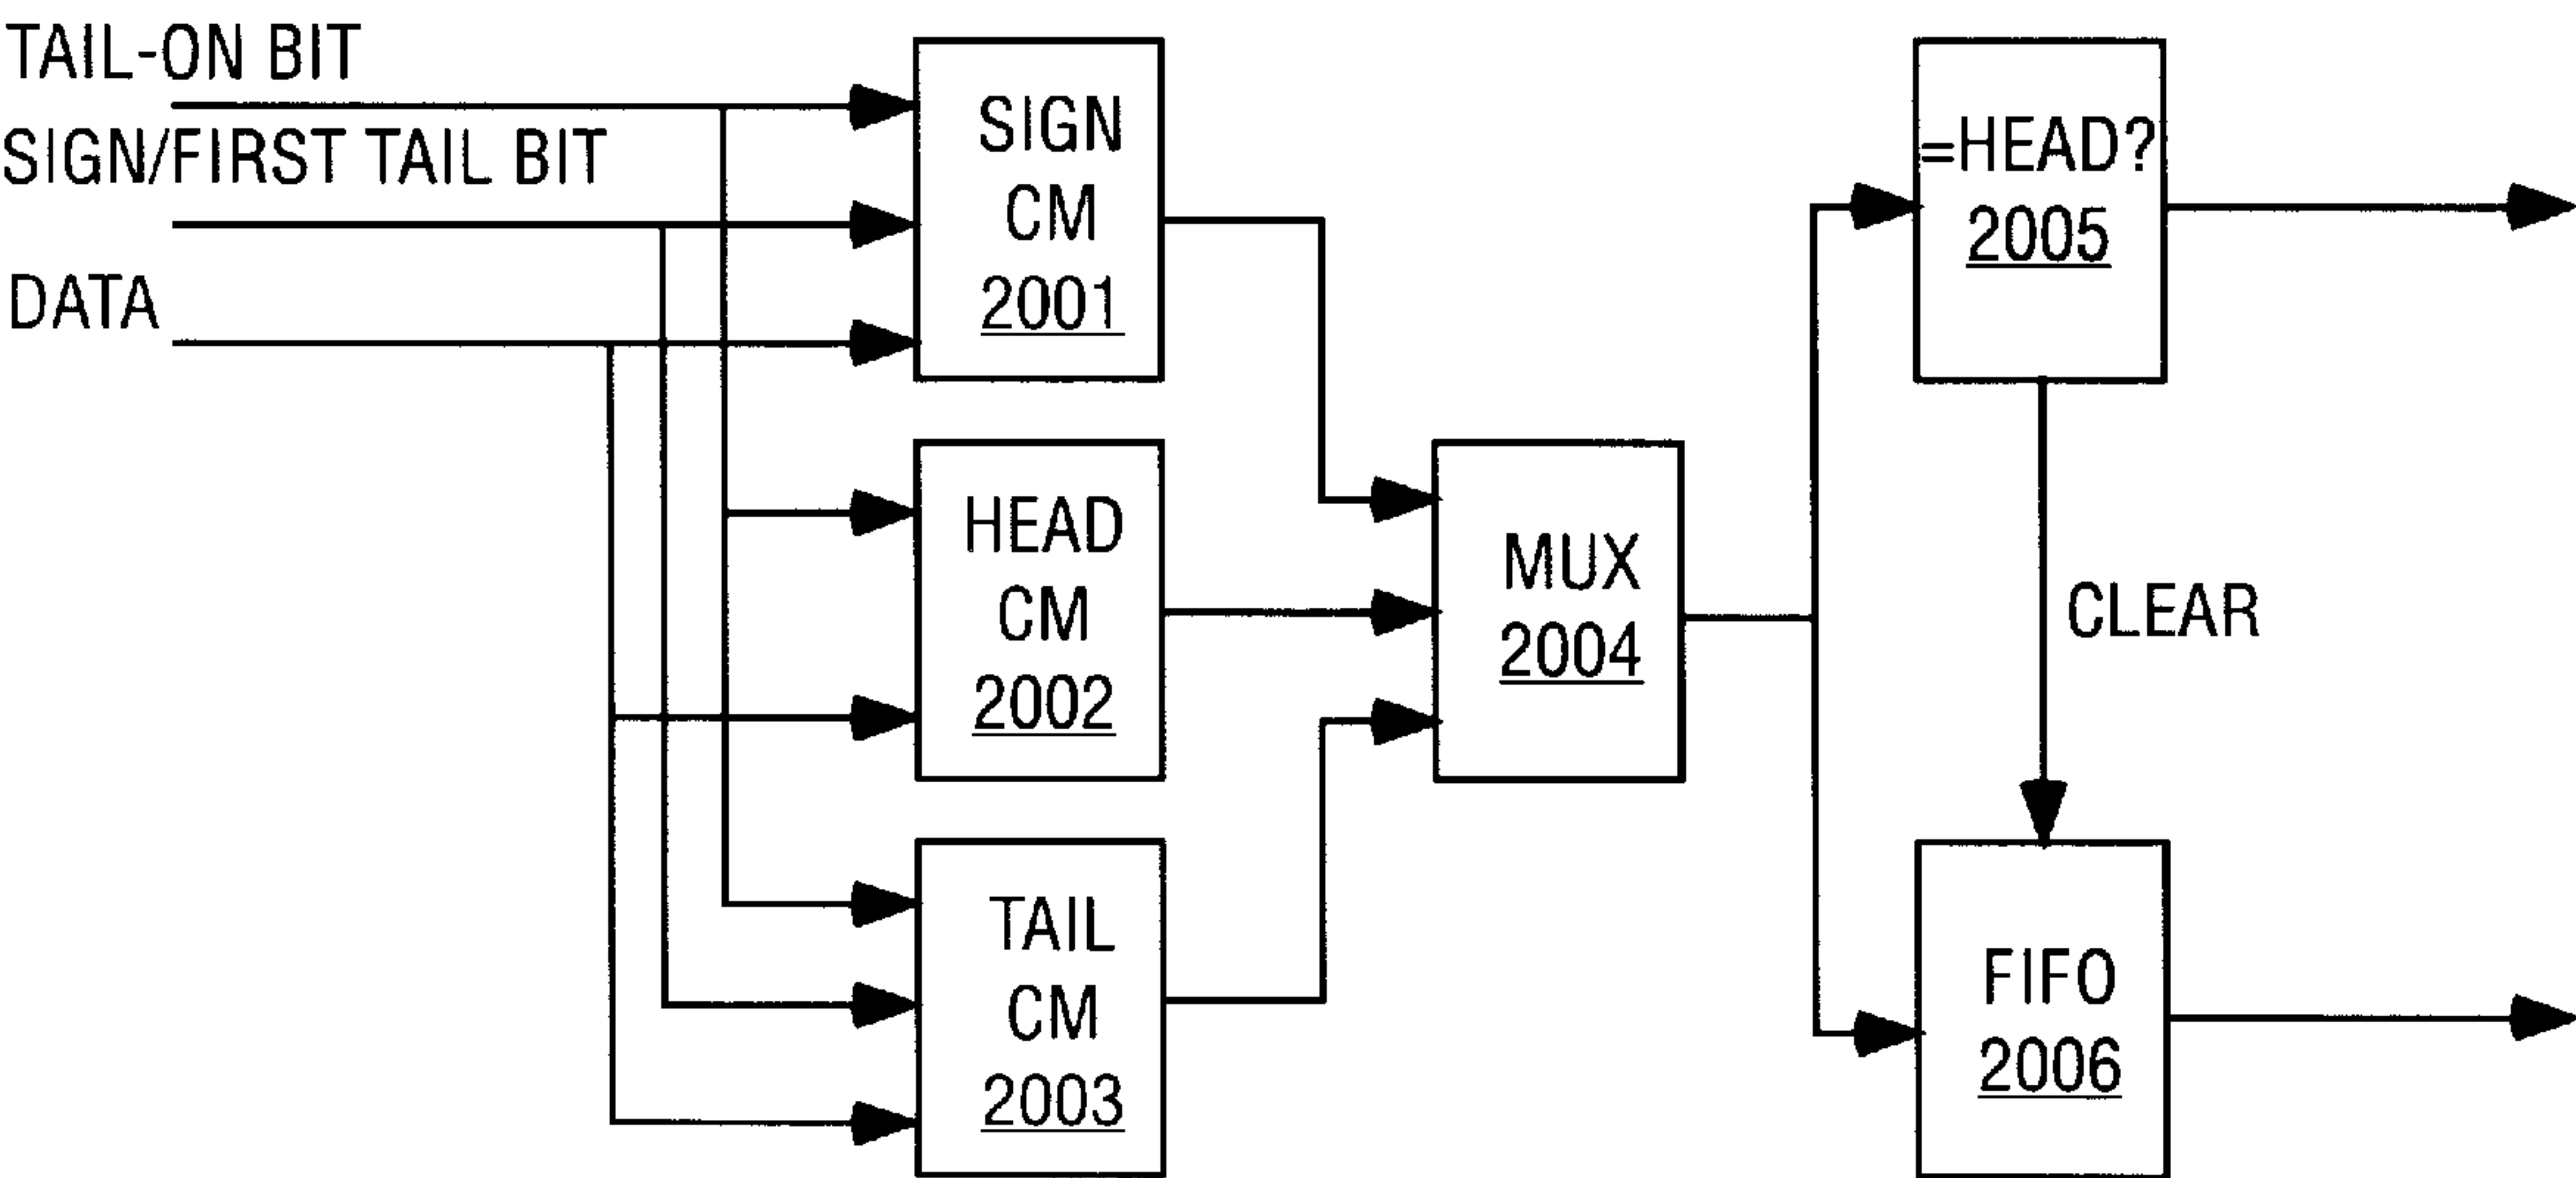 TAIL-ON BIT
SIGN/FIRST TAIL BIT
DATA
SIGN
CM
2001
HEAD
CM
2002
TAIL
CM
2003
MUX
2004
=HEAD?
2005
CLEAR
FIFO
2006